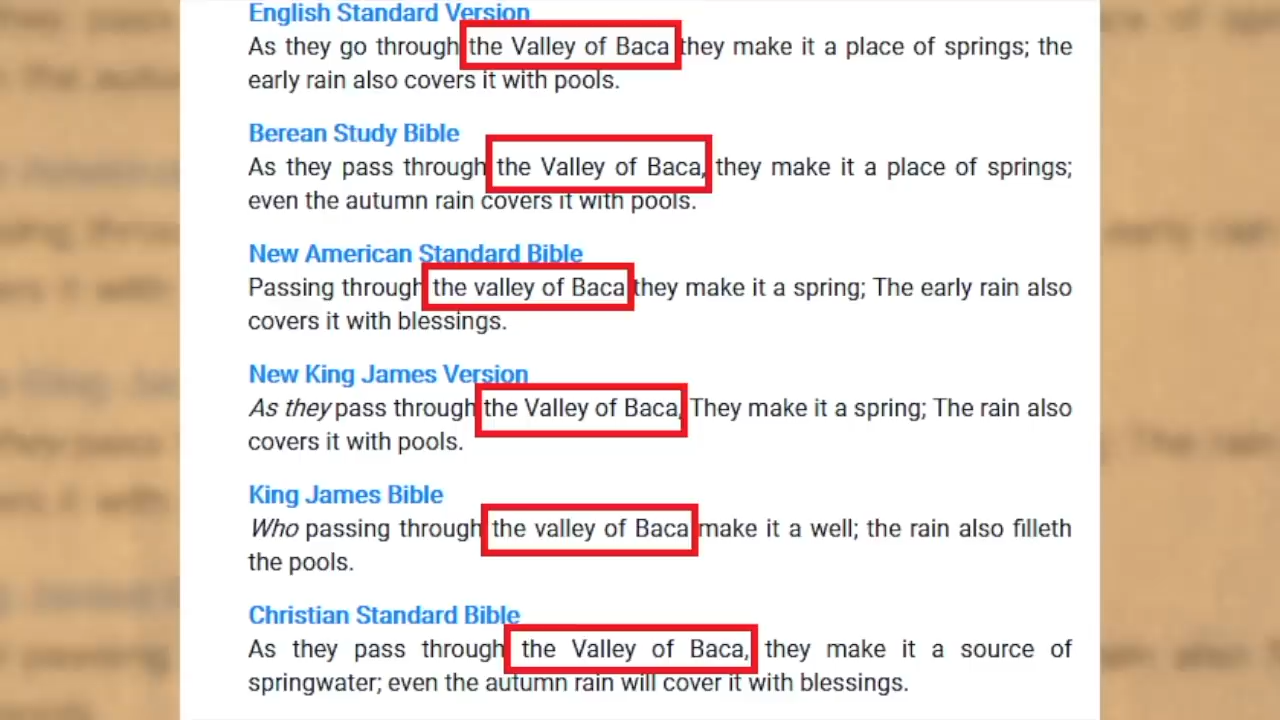 English Standard Version
As they go through the Valley of Baca they make it a place of springs; the
early rain also covers it with pools.
Berean Study Bible
As they pass through the Valley of Baca, they make it a place of springs;
even the autumn rain covers it with pools.
New American Standard Bible
Passing through the valley of Baca they make it a spring; The early rain also
covers it with blessings.
New King James Version
As they pass through the Valley of Baca, They make it a spring; The rain also
covers it with pools.
King James Bible
Who passing through the valley of Baca make it a well; the rain also filleth
the pools.
Christian Standard Bible
As they pass through the Valley of Baca, they make it a source of
springwater; even the autumn rain will cover it with blessings.